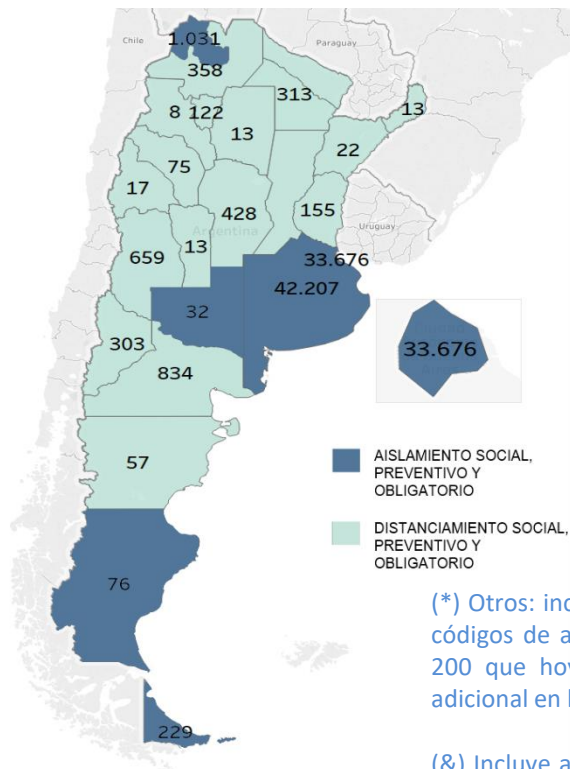 Chile
Paraguay
1.031
358
313
13
8
122
13
22
75
17
155
428
Argentina
Uruguay
659
13
33.676
42.207
32
33.676
303
834
57
AISLAMIENTO SOCIAL,
PREVENTIVO Y
OBLIGATORIO
DISTANCIAMIENTO SOCIAL,
PREVENTIVO Y
OBLIGATORIO
76
229
(*) Otros: inc
códigos de a
200 que hoy
adicional en l
(&) Incluye a